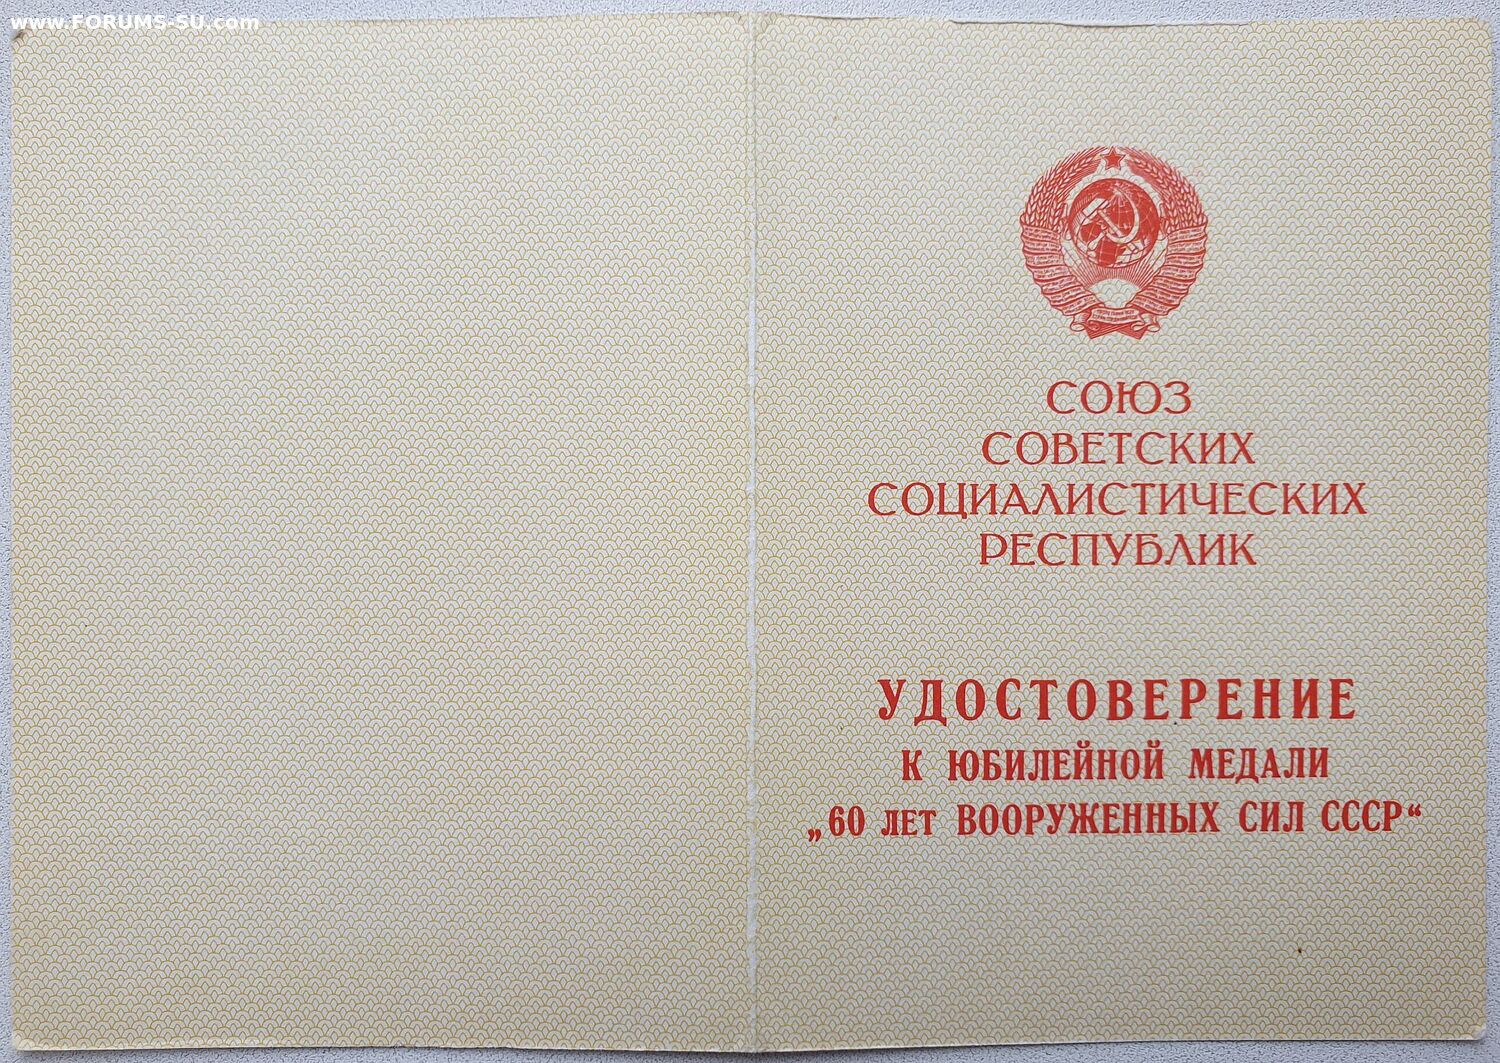 www.FORUMS-SU.com
СОЮЗ
СОВЕТСКИХ
СОЦИАЛИСТИЧЕСКИХ
РЕСПУБЛИК
УДОСТОВЕРЕНИЕ
К ЮБИЛЕЙНОЙ МЕДАЛИ
„60 ЛЕТ ВООРУЖЕННЫХ СИЛ СССР“